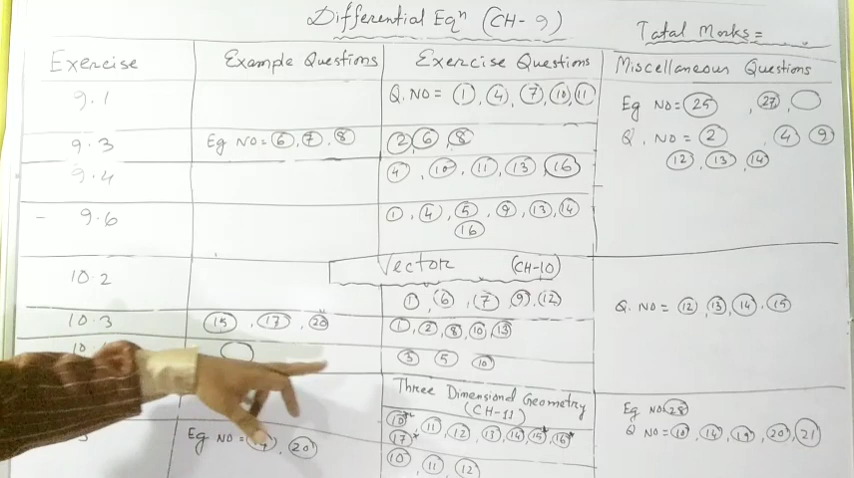 Differential Eqⁿ (CH-9)
Total Marks =
Exercise Example Questions Exercise Questions Miscellaneous Questions
9.1 Q. NO = 1, 4, 7, 10, 11
Eg NO = 25, 27,
9.3 Eg NO = 6, 7, 8 2, 6, 8
Q. NO = 2, 4 9
12, 13, 14
9.4 4, 10, 11, 13, 16
9.6 1, 4, 5, 9, 13, 14
16
Vector (CH-10)
10.2 1, 6, 7, 9, 12
Q. NO = 12, 13, 14, 15
10.3 15, 17, 20 1, 2, 8, 10, 13
10. 3 5 10
Three Dimensional Geometry
(CH-11)
Eg NO 28
10* 11, 12, 13, 14, 15* 16*
17*
Q NO = 10, 14, 19, 20, 21
Eg NO = 20
10, 11, 12